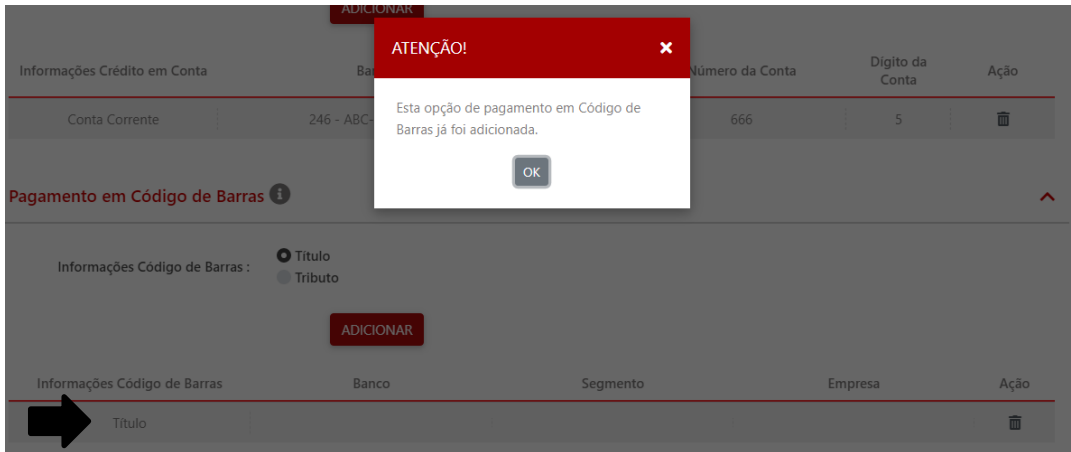 ADICIONAR
ATENÇÃO!
Informações Crédito em Conta
Número da Conta
Dígito da
Conta
Ação
Esta opção de pagamento em Código de
Barras já foi adicionada.
Conta Corrente
246 - ABC-
666
5
OK
Pagamento em Código de Barras
Informações Código de Barras :
Título
Tributo
ADICIONAR
Informações Código de Barras
Banco
Segmento
Empresa
Ação
Título